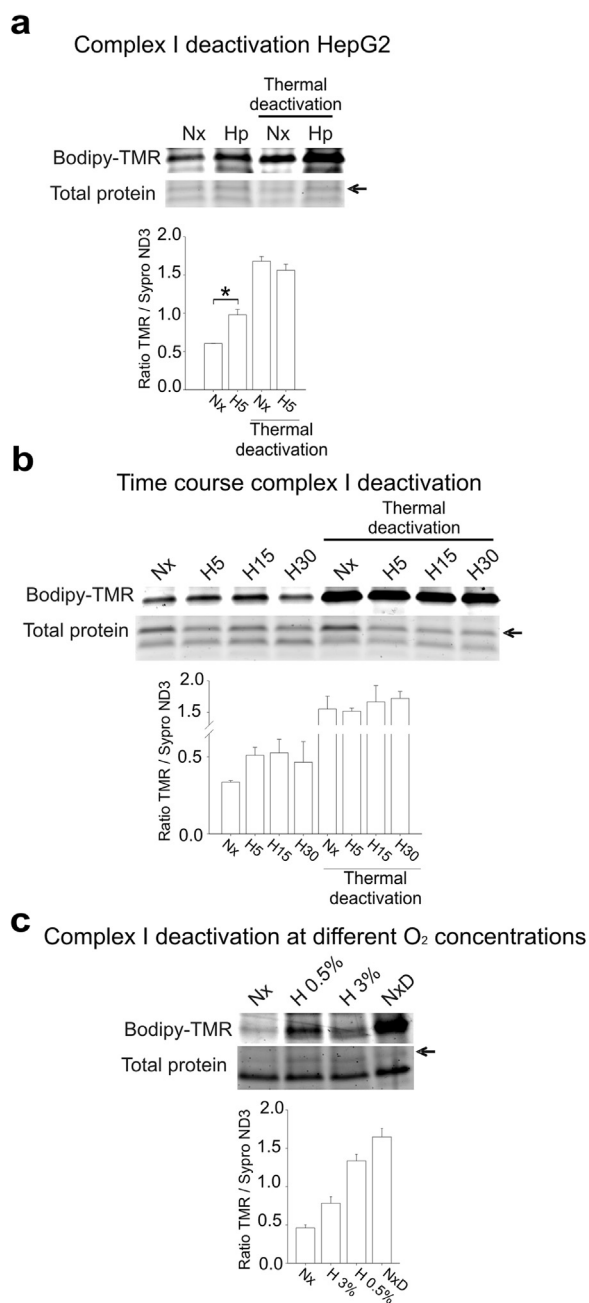 a
Complex I deactivation HepG2
Thermal
deactivation
Nx Hp Nx Hp
Bodipy-TMR
Total protein
Ratio TMR / Sypro ND3
2.0
1.5
1.0
0.5
0.0
*
Nx H5 Nx H5
Thermal
deactivation
b
Time course complex I deactivation
Thermal
deactivation
Nx H5 H15 H30 Nx H5 H15 H30
Bodipy-TMR
Total protein
Ratio TMR / Sypro ND3
2.0
1.5
0.5
0.0
Nx H5 H15 H30 Nx H5 H15 H30
Thermal
deactivation
c
Complex I deactivation at different O₂ concentrations
Nx H 0.5% H 3% NxD
Bodipy-TMR
Total protein
Ratio TMR / Sypro ND3
2.0
1.5
1.0
0.5
0.0
Nx H 3% H 0.5% NxD